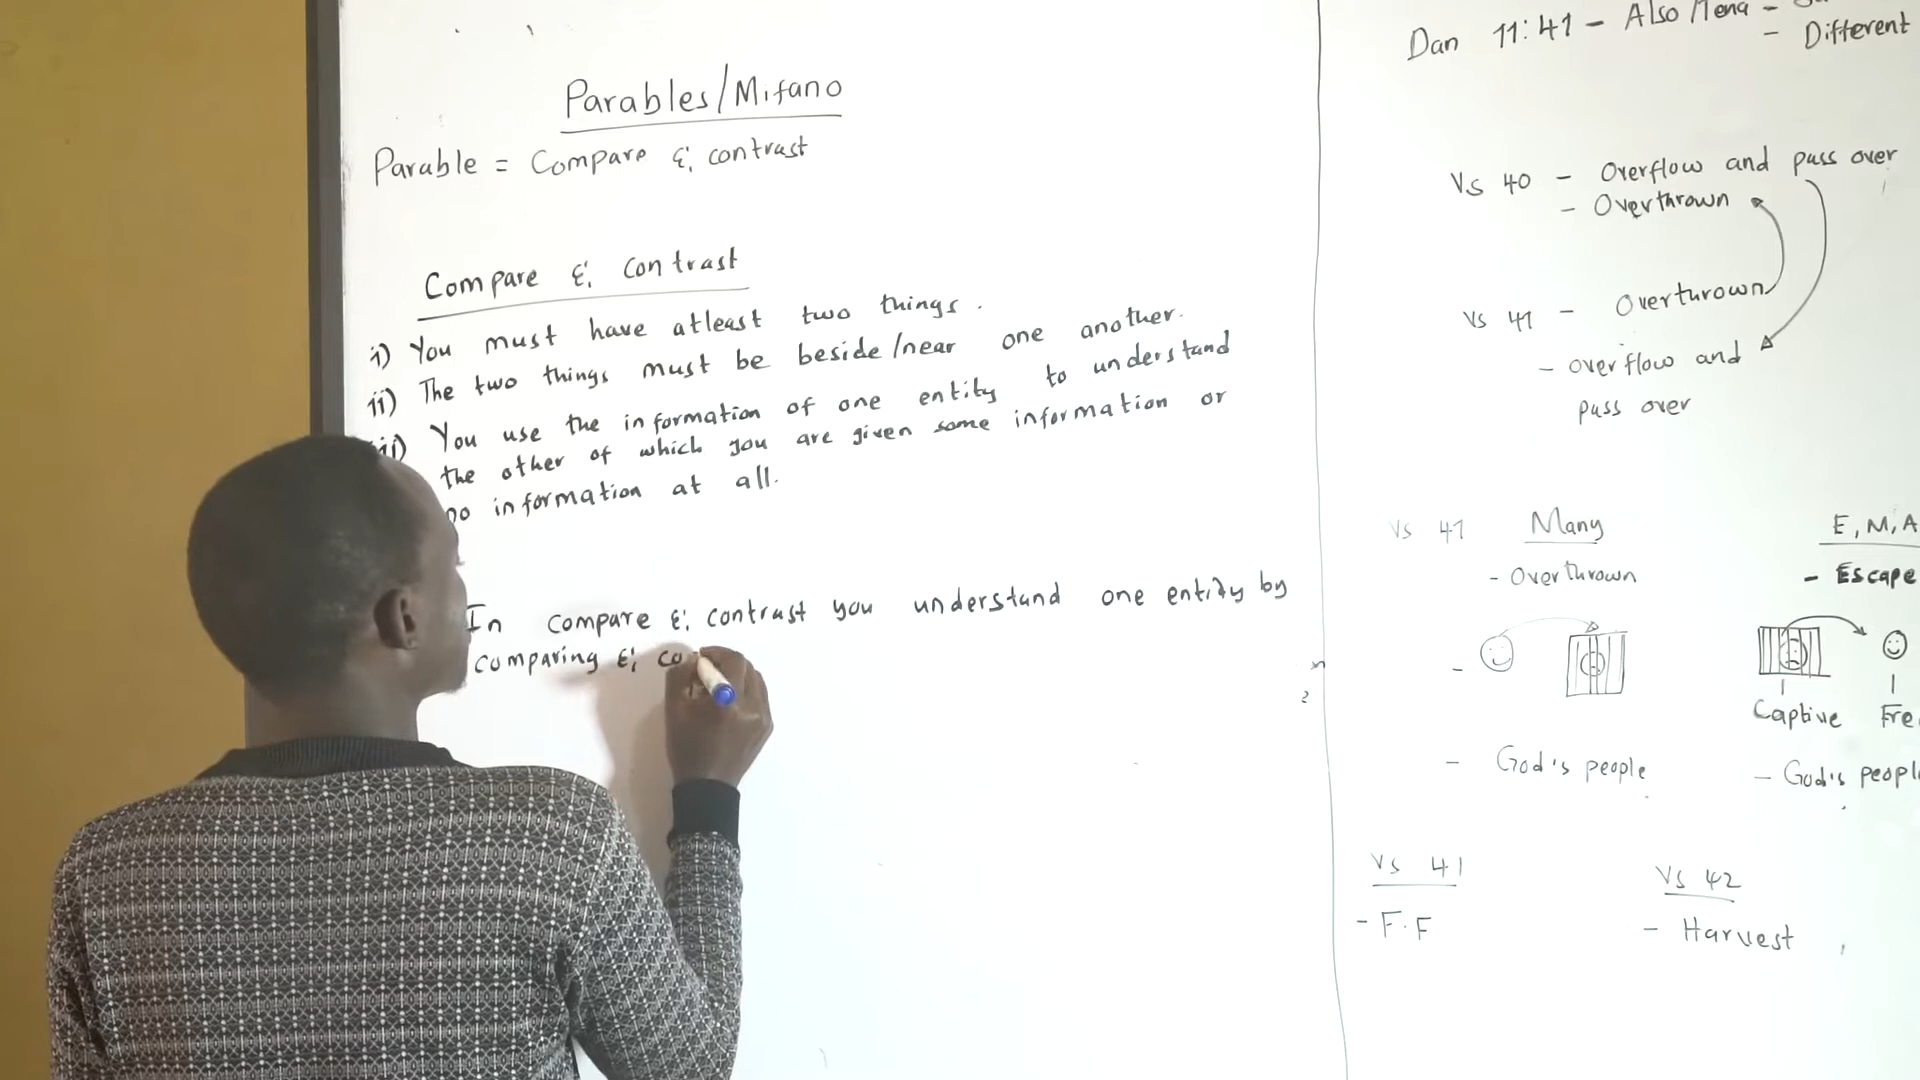 Parables/Mifano
Parable = Compare & contrast
Compare & contrast
i) You must have atleast two things.
ii) The two things must be beside/near one another.
You use the information of one entity to understand
the other of which you are given some information or
no information at all.
In compare & contrast you understand one entity by
comparing & co
Dan 11:41 - Also/Tena -
- Different
Vs 40 - Overflow and pass over
- Overthrown
Vs 41 - Overthrown
- overflow and
pass over
Vs 41 Many
- Overthrown
- God's people
E, M, A
- Escape
Captive Fre
- God's peopl
Vs 41
- F.F
Vs 42
- Harvest